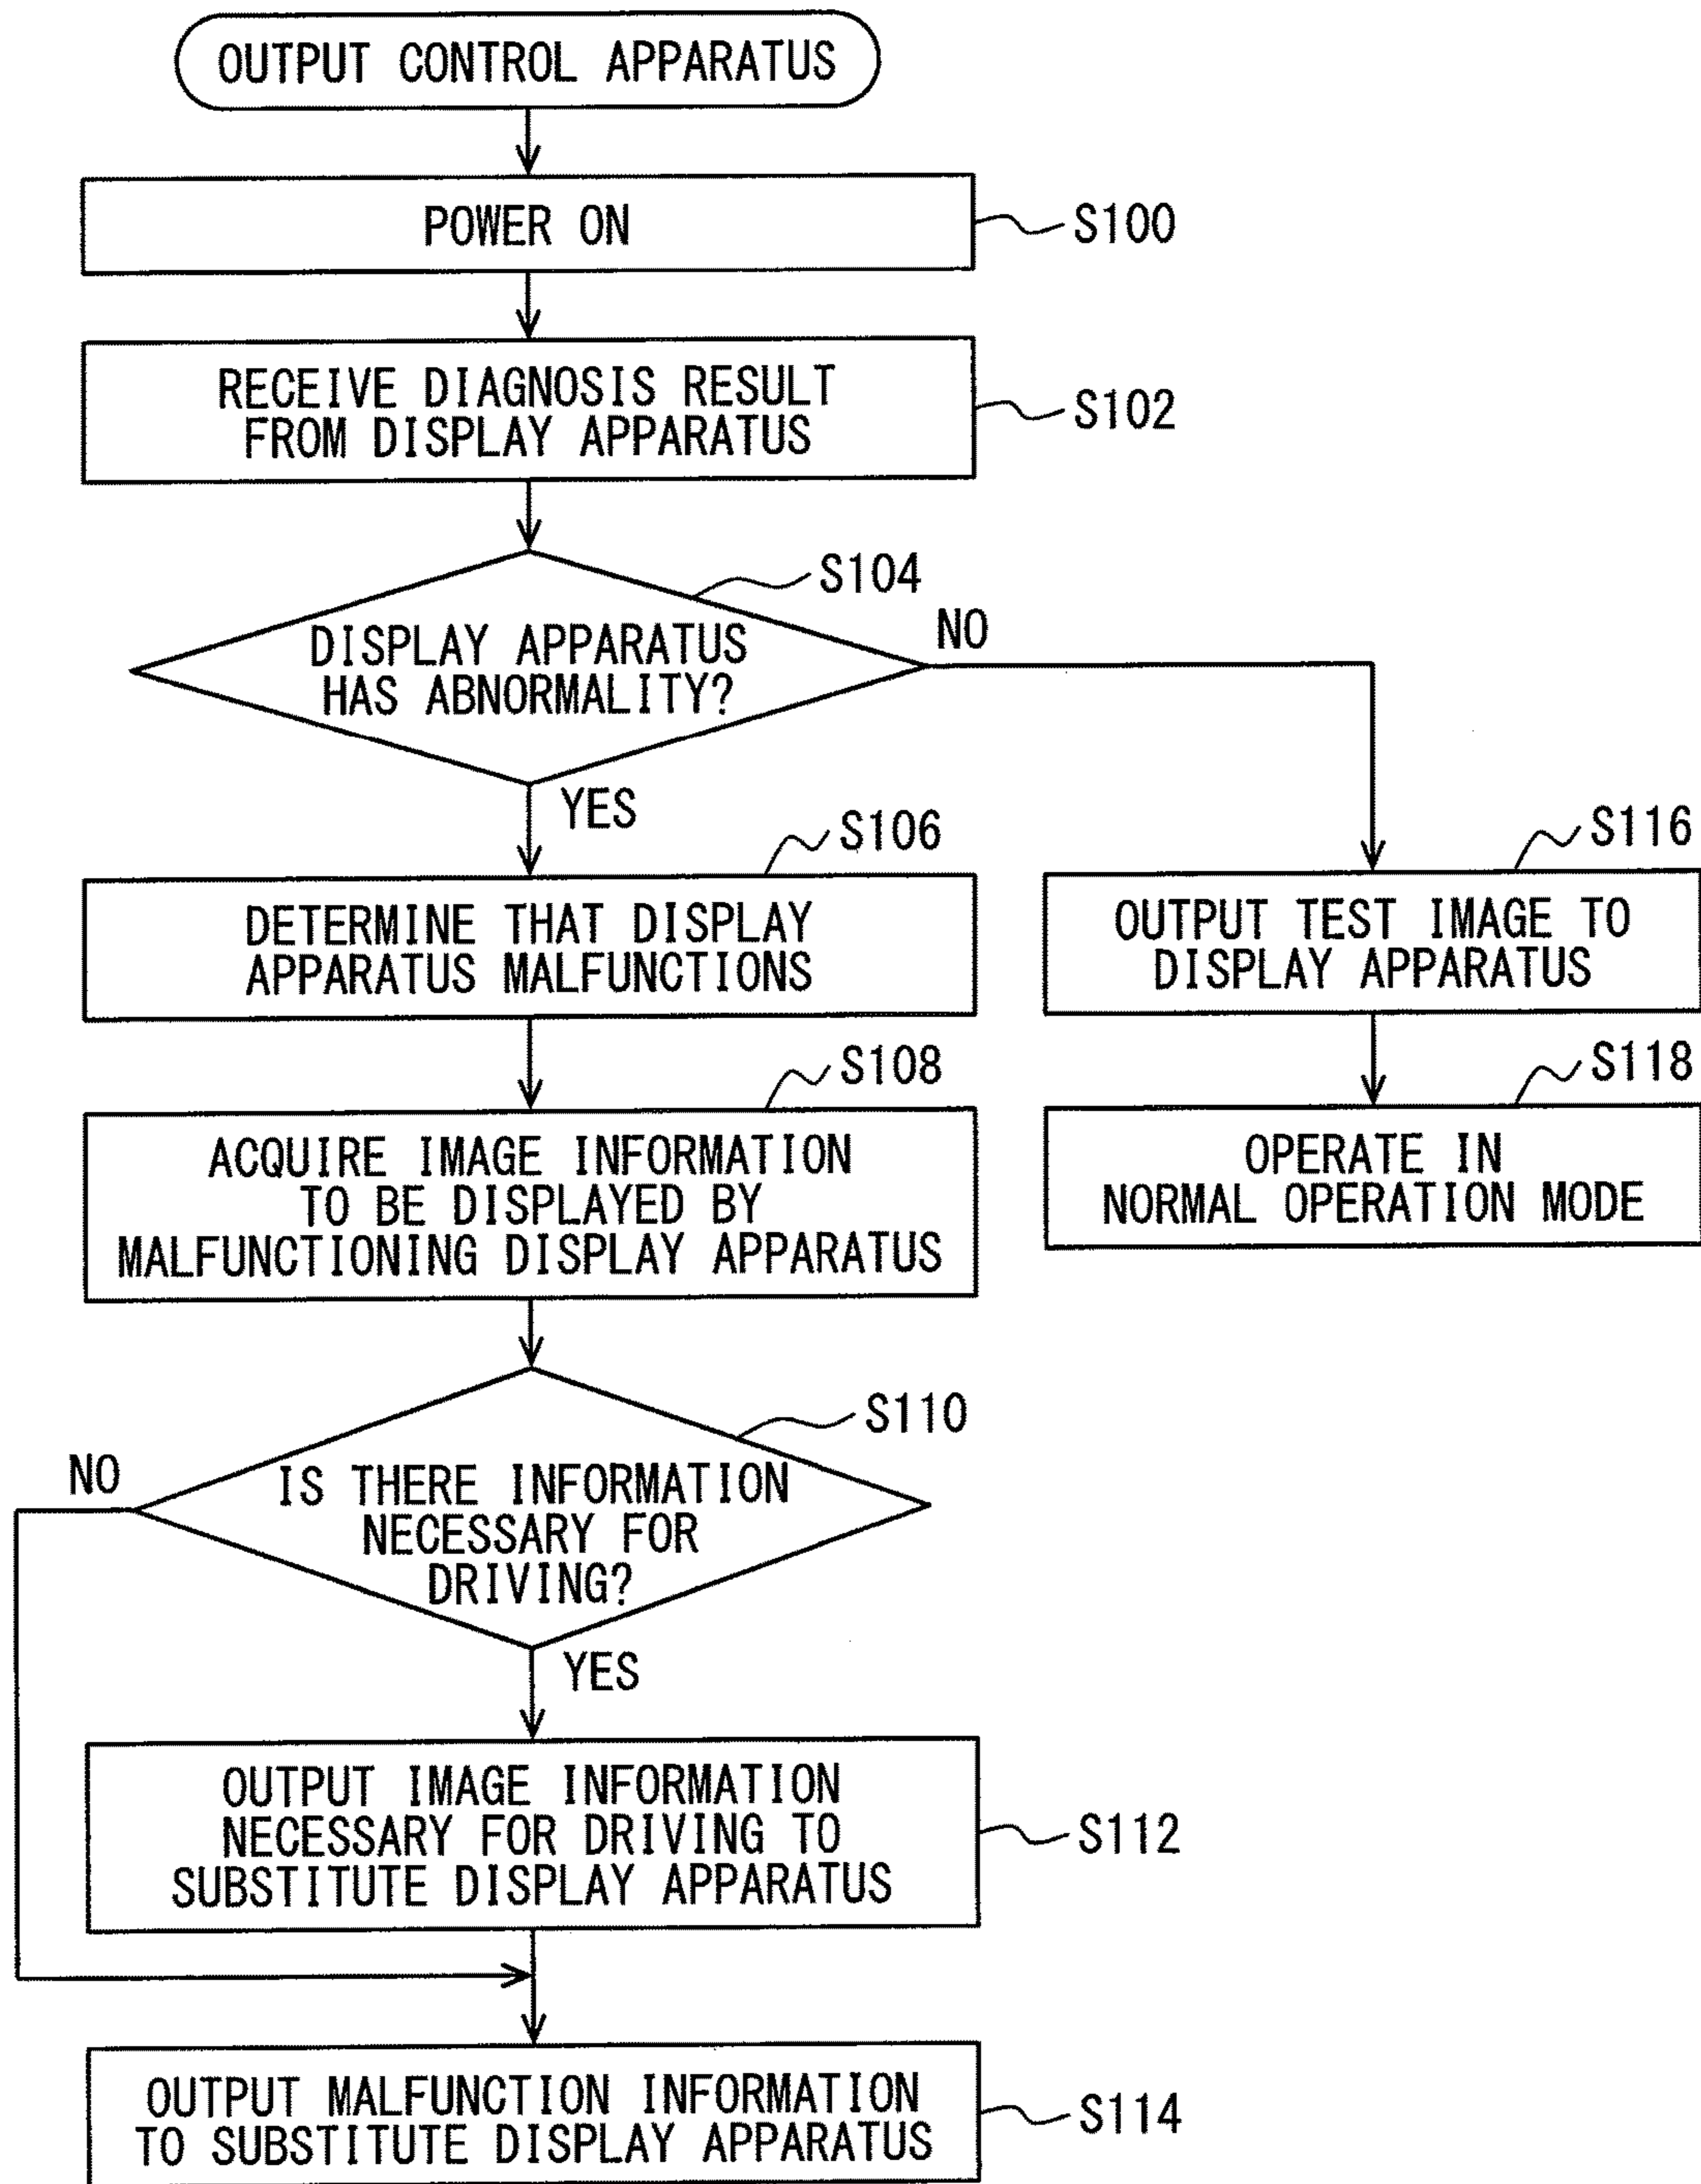 OUTPUT CONTROL APPARATUS
POWER ON
S100
RECEIVE DIAGNOSIS RESULT
FROM DISPLAY APPARATUS
S102
S104
DISPLAY APPARATUS
HAS ABNORMALITY?
NO
YES
S106
DETERMINE THAT DISPLAY
APPARATUS MALFUNCTIONS
S116
OUTPUT TEST IMAGE TO
DISPLAY APPARATUS
S108
ACQUIRE IMAGE INFORMATION
TO BE DISPLAYED BY
MALFUNCTIONING DISPLAY APPARATUS
S118
OPERATE IN
NORMAL OPERATION MODE
S110
NO
IS THERE INFORMATION
NECESSARY FOR
DRIVING?
YES
OUTPUT IMAGE INFORMATION
NECESSARY FOR DRIVING TO
SUBSTITUTE DISPLAY APPARATUS
S112
OUTPUT MALFUNCTION INFORMATION
TO SUBSTITUTE DISPLAY APPARATUS
S114